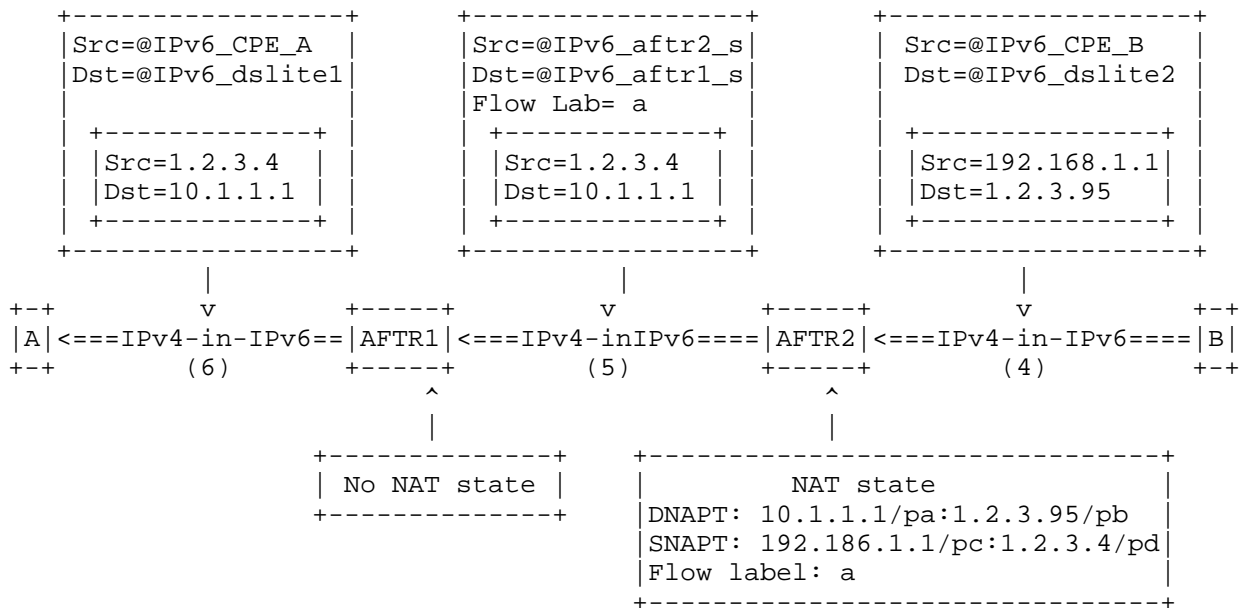 Src=@IPv6_CPE_A Src=@IPv6_aftr2_s Src=@IPv6_CPE_B
Dst=@IPv6_dslite1 Dst=@IPv6_aftr1_s Dst=@IPv6_dslite2
Flow Lab= a
Src=1.2.3.4 Src=1.2.3.4 Src=192.168.1.1
Dst=10.1.1.1 Dst=10.1.1.1 Dst=1.2.3.95
A <===IPv4-in-IPv6== AFTR1 <===IPv4-inIPv6==== AFTR2 <===IPv4-in-IPv6==== B
(6) (5) (4)
No NAT state NAT state
DNAPT: 10.1.1.1/pa:1.2.3.95/pb
SNAPT: 192.186.1.1/pc:1.2.3.4/pd
Flow label: a